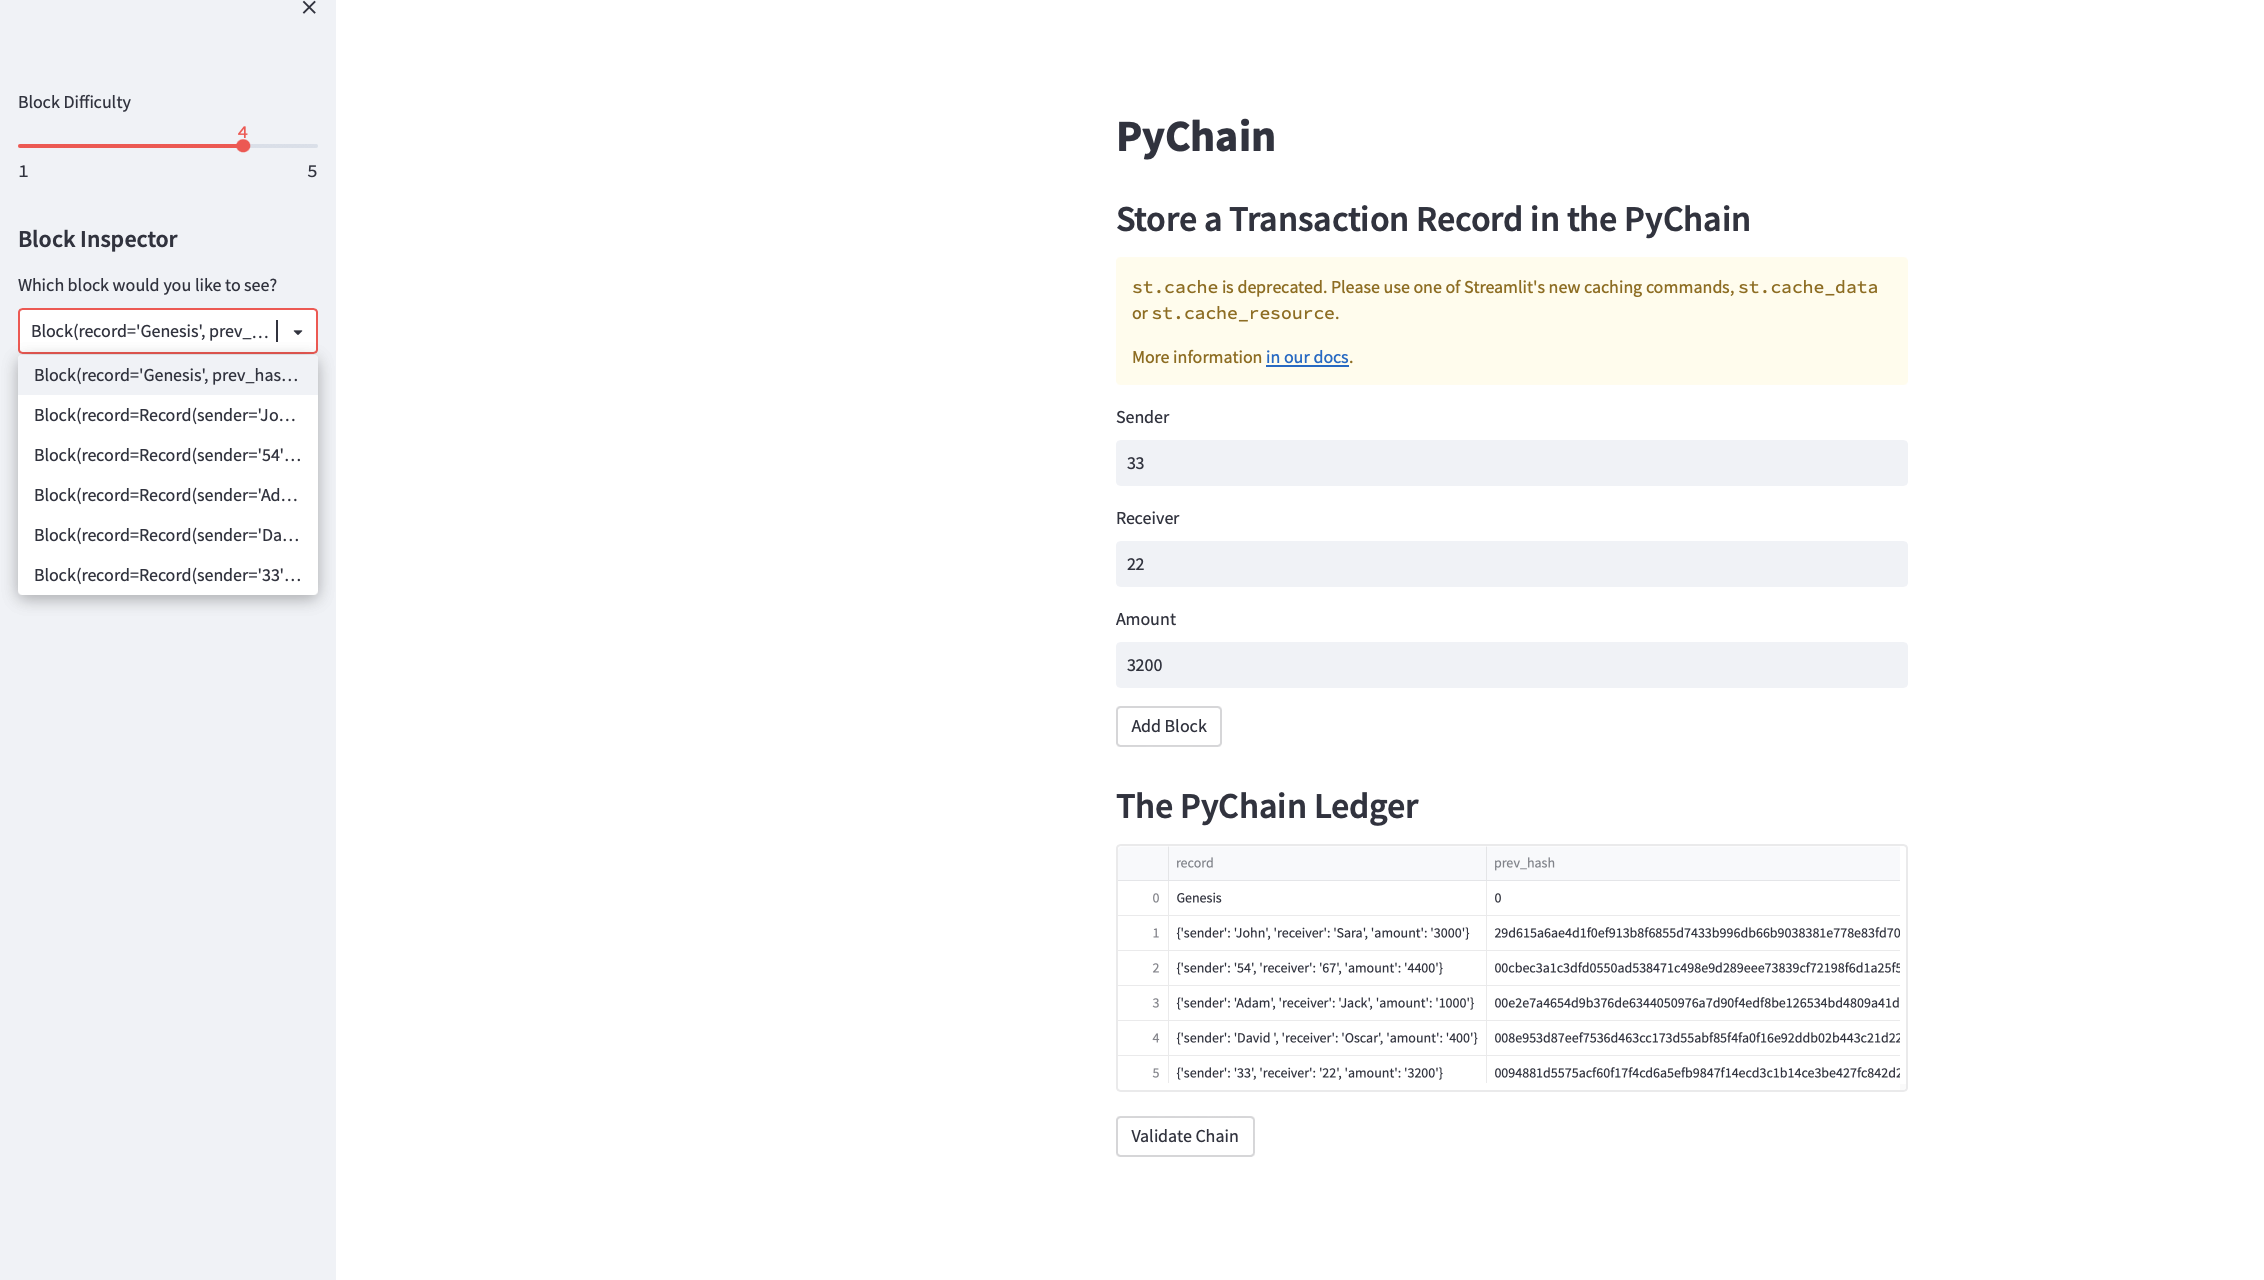 Block Difficulty
4
1 5
Block Inspector
Which block would you like to see?
Block(record='Genesis', prev_…
Block(record='Genesis', prev_has…
Block(record=Record(sender='Jo…
Block(record=Record(sender='54'…
Block(record=Record(sender='Ad…
Block(record=Record(sender='Da…
Block(record=Record(sender='33'…
PyChain
Store a Transaction Record in the PyChain
st.cache is deprecated. Please use one of Streamlit's new caching commands, st.cache_data
or st.cache_resource.
More information in our docs.
Sender
33
Receiver
22
Amount
3200
Add Block
The PyChain Ledger
record prev_hash
0 Genesis 0
1 {'sender': 'John', 'receiver': 'Sara', 'amount': '3000'} 29d615a6ae4d1f0ef913b8f6855d7433b996db66b9038381e778e83fd70
2 {'sender': '54', 'receiver': '67', 'amount': '4400'} 00cbec3a1c3dfd0550ad538471c498e9d289eee73839cf72198f6d1a25f5
3 {'sender': 'Adam', 'receiver': 'Jack', 'amount': '1000'} 00e2e7a4654d9b376de6344050976a7d90f4edf8be126534bd4809a41d
4 {'sender': 'David ', 'receiver': 'Oscar', 'amount': '400'} 008e953d87eef7536d463cc173d55abf85f4fa0f16e92ddb02b443c21d22
5 {'sender': '33', 'receiver': '22', 'amount': '3200'} 0094881d5575acf60f17f4cd6a5efb9847f14ecd3c1b14ce3be427fc842d2
Validate Chain